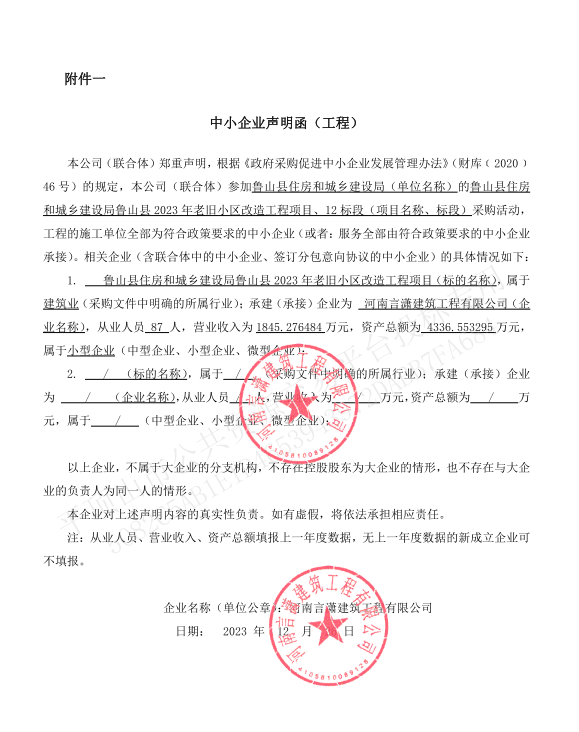 附件一
中小企业声明函（工程）
本公司（联合体）郑重声明，根据《政府采购促进中小企业发展管理办法》（财库﹝2020﹞
46 号）的规定，本公司（联合体）参加鲁山县住房和城乡建设局（单位名称）的鲁山县住房
和城乡建设局鲁山县 2023 年老旧小区改造工程项目、12 标段（项目名称、标段）采购活动，
工程的施工单位全部为符合政策要求的中小企业（或者：服务全部由符合政策要求的中小企业
承接）。相关企业（含联合体中的中小企业、签订分包意向协议的中小企业）的具体情况如下：
1. 鲁山县住房和城乡建设局鲁山县 2023 年老旧小区改造工程项目（标的名称），属于
建筑业（采购文件中明确的所属行业）；承建（承接）企业为 河南言潇建筑工程有限公司（企
业名称），从业人员 87 人，营业收入为 1845.276484 万元，资产总额为 4336.553295 万元，
属于小型企业（中型企业、小型企业、微型企业）；
2. / （标的名称），属于 / （采购文件中明确的所属行业）；承建（承接）企业
为 / （企业名称），从业人员 / 人，营业收入为 / 万元，资产总额为 / 万
元，属于 / （中型企业、小型企业、微型企业）；
以上企业，不属于大企业的分支机构，不存在控股股东为大企业的情形，也不存在与大企
业的负责人为同一人的情形。
本企业对上述声明内容的真实性负责。如有虚假，将依法承担相应责任。
注：从业人员、营业收入、资产总额填报上一年度数据，无上一年度数据的新成立企业可
不填报。
企业名称（单位公章）：河南言潇建筑工程有限公司
日期： 2023 年 12 月 日
河南言潇建筑工程有限公司
4105810089128
河南言潇建筑工程有限公司
4105810089128